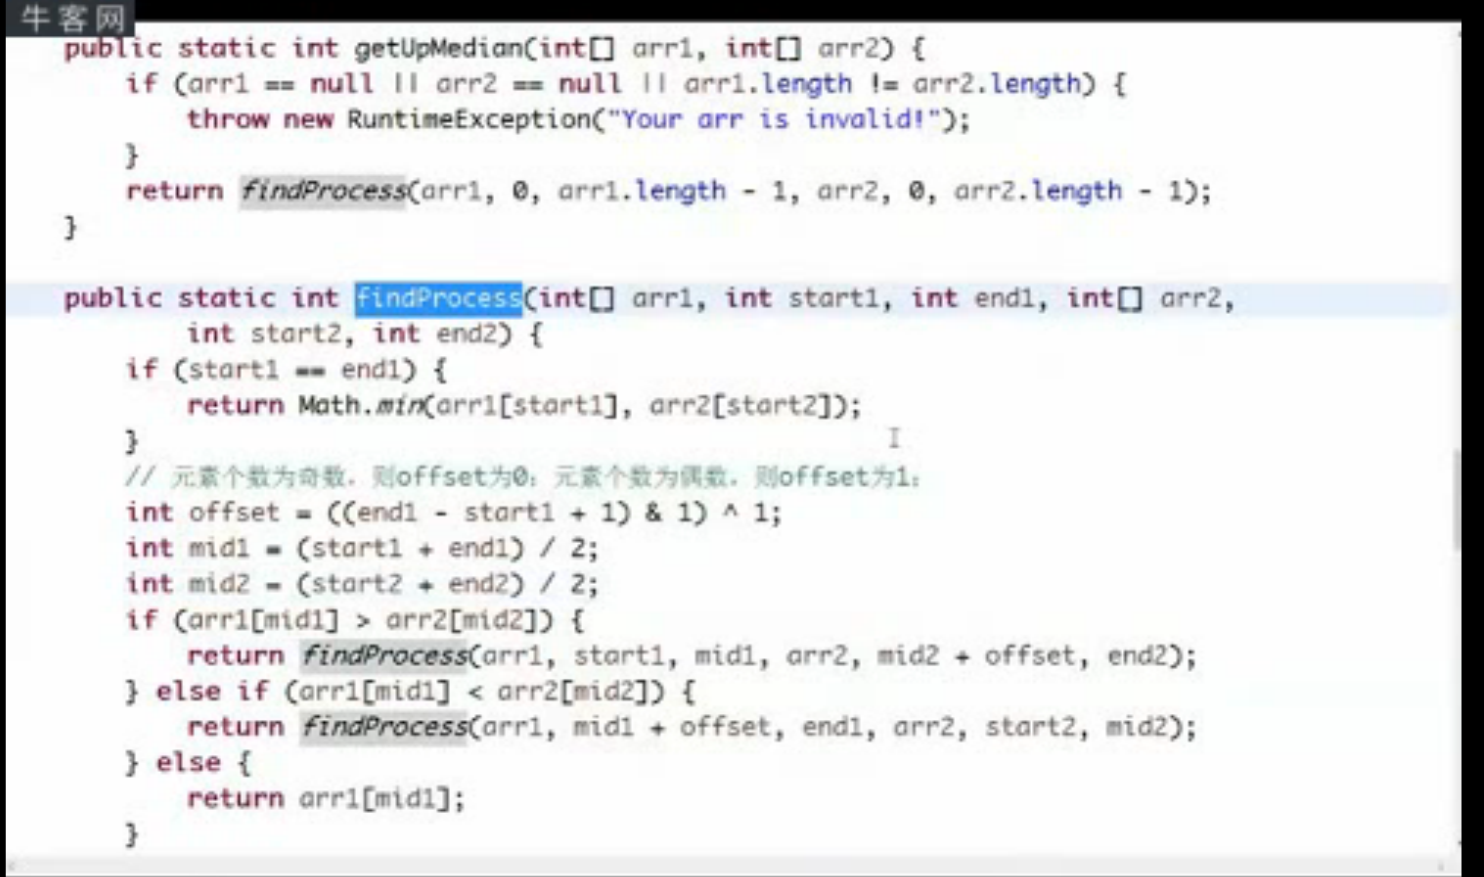 牛客网
public static int getUpMedian(int[] arr1, int[] arr2) {
if (arr1 == null || arr2 == null || arr1.length != arr2.length) {
throw new RuntimeException("Your arr is invalid!");
}
return findProcess(arr1, 0, arr1.length - 1, arr2, 0, arr2.length - 1);
}
public static int findProcess(int[] arr1, int start1, int end1, int[] arr2,
int start2, int end2) {
if (start1 == end1) {
return Math.min(arr1[start1], arr2[start2]);
}
// 元素个数为奇数，则offset为0；元素个数为偶数，则offset为1；
int offset = ((end1 - start1 + 1) & 1) ^ 1;
int mid1 = (start1 + end1) / 2;
int mid2 = (start2 + end2) / 2;
if (arr1[mid1] > arr2[mid2]) {
return findProcess(arr1, start1, mid1, arr2, mid2 + offset, end2);
} else if (arr1[mid1] < arr2[mid2]) {
return findProcess(arr1, mid1 + offset, end1, arr2, start2, mid2);
} else {
return arr1[mid1];
}